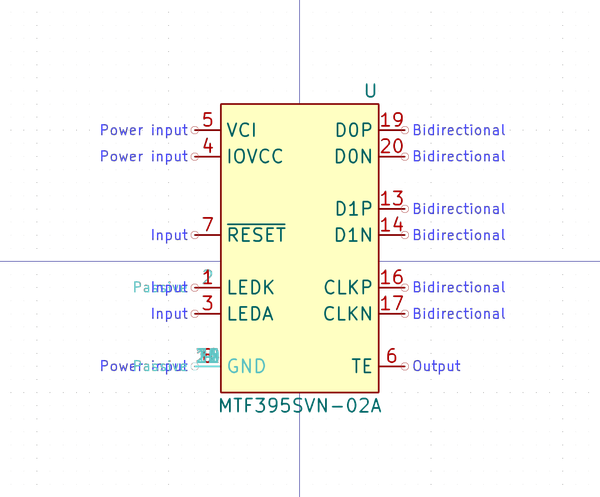 U
Power input 5 VCI D0P 19 Bidirectional
Power input 4 IOVCC D0N 20 Bidirectional
D1P 13 Bidirectional
Input 7 RESET D1N 14 Bidirectional
Input 1 LEDK CLKP 16 Bidirectional
Input 3 LEDA CLKN 17 Bidirectional
Power input GND TE 6 Output
MTF395SVN-02A